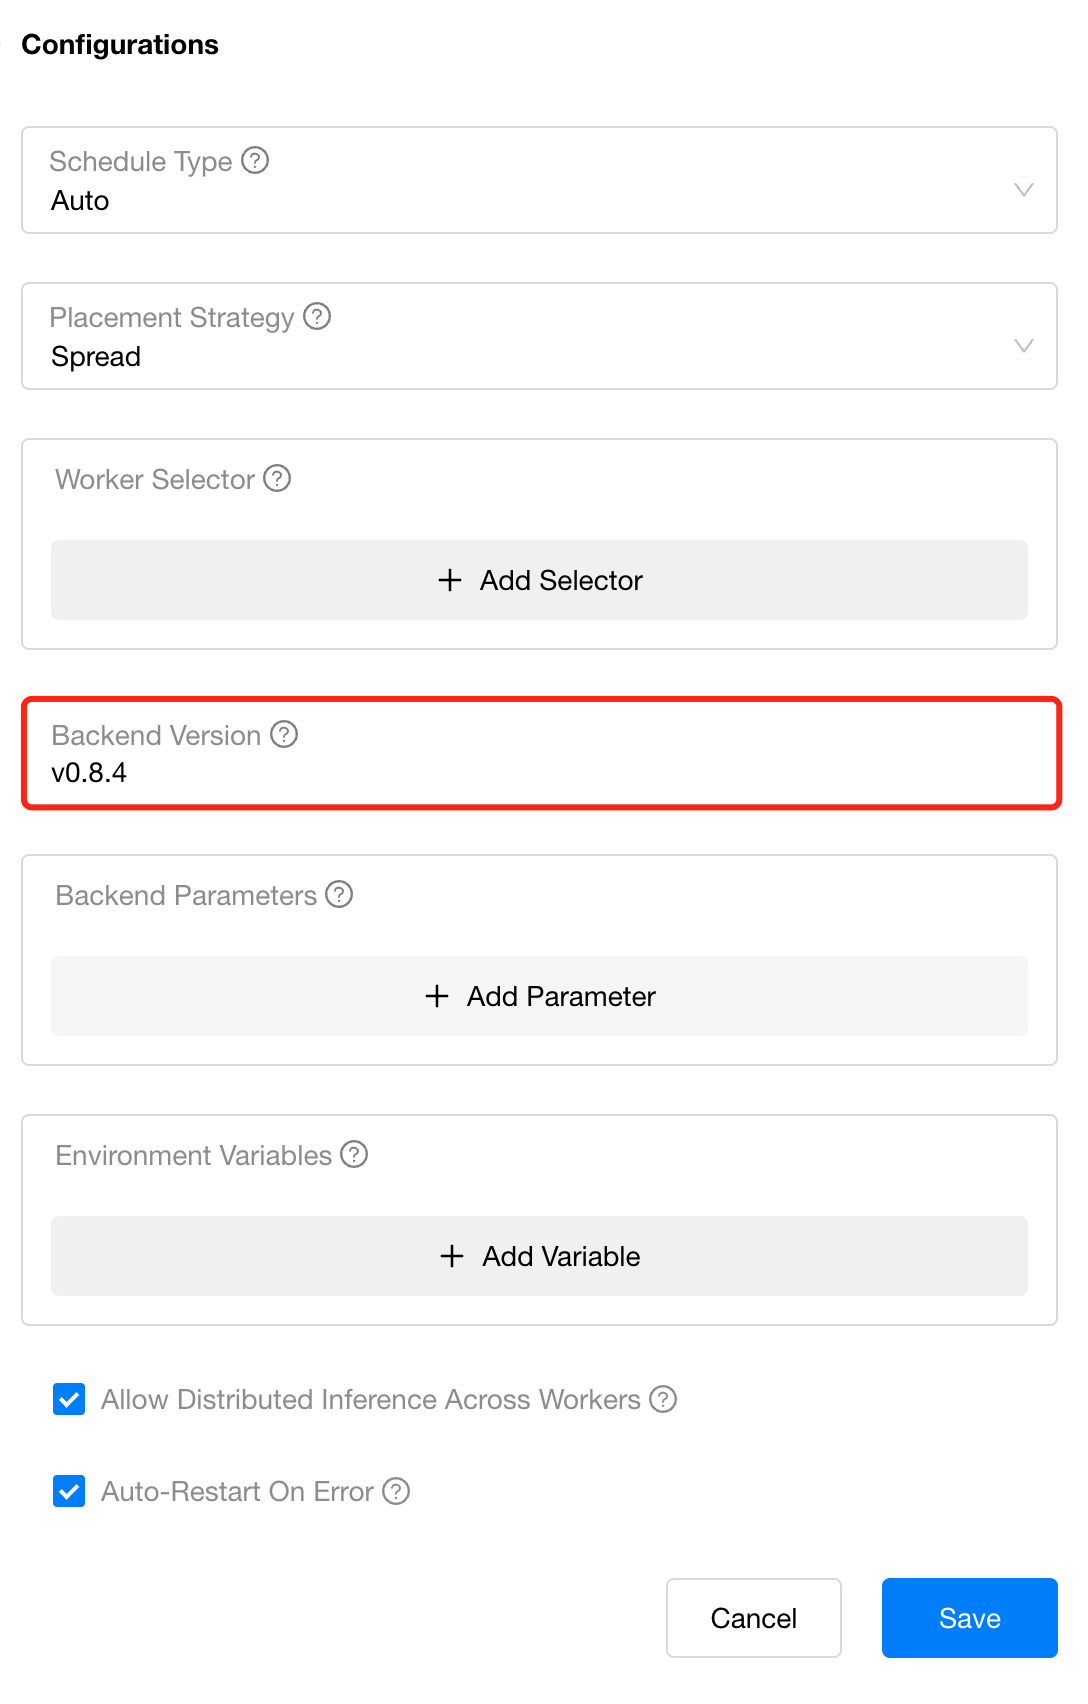 Configurations
Schedule Type ?
Auto
Placement Strategy ?
Spread
Worker Selector ?
+ Add Selector
Backend Version ?
v0.8.4
Backend Parameters ?
+ Add Parameter
Environment Variables ?
+ Add Variable
Allow Distributed Inference Across Workers ?
Auto-Restart On Error ?
Cancel Save